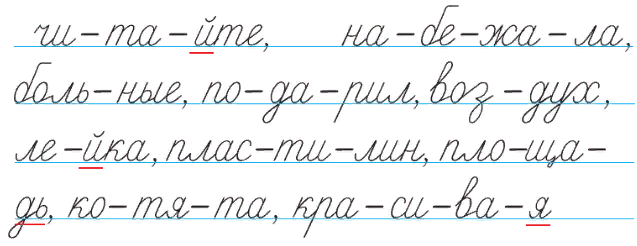 чи-та-йте, на-бе-жа-ла,
боль-ные, по-да-рил, воз-дух,
ле-йка, плас-ти-лин, пло-ща-
дь, ко-тя-та, кра-си-ва-я